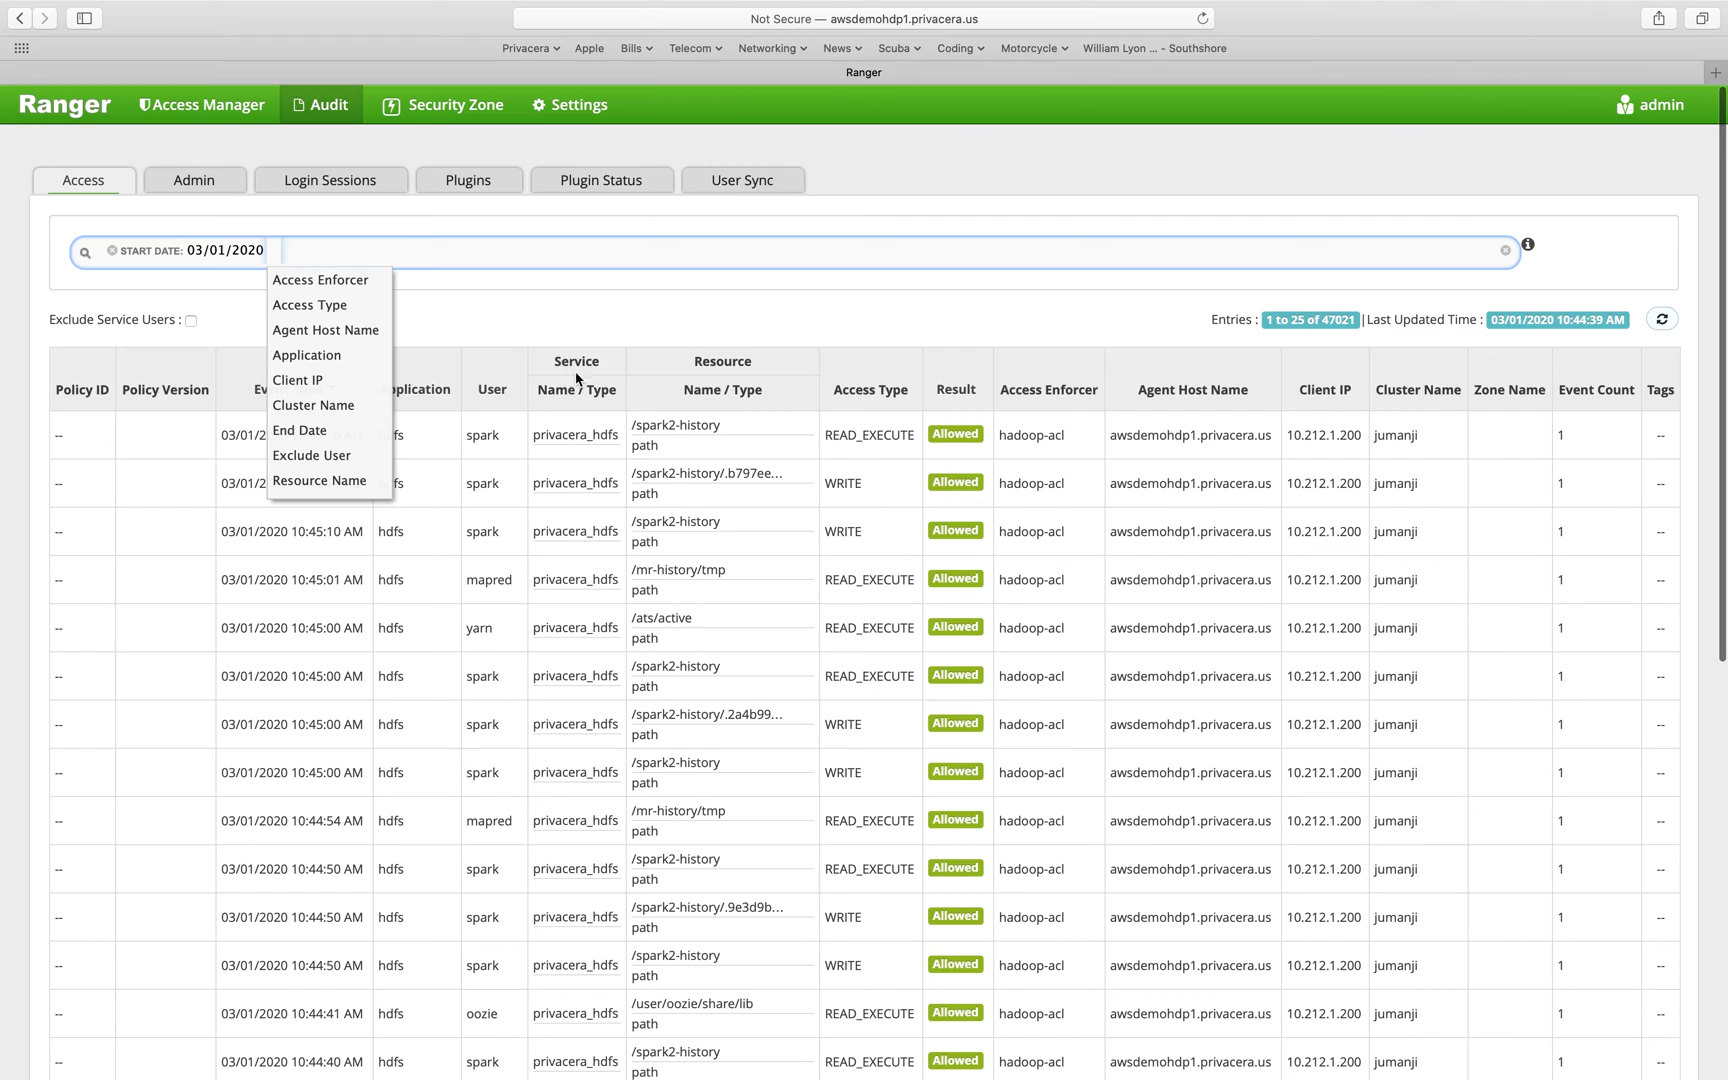 Not Secure — awsdemohdp1.privacera.us
Privacera Apple Bills Telecom Networking News Scuba Coding Motorcycle William Lyon ... - Southshore
Ranger
Ranger Access Manager Audit Security Zone Settings admin
Access Admin Login Sessions Plugins Plugin Status User Sync
START DATE: 03/01/2020
Access Enforcer
Access Type
Agent Host Name
Application
Client IP
Cluster Name
End Date
Exclude User
Resource Name
Exclude Service Users :
Entries : 1 to 25 of 47021 | Last Updated Time : 03/01/2020 10:44:39 AM
Service Resource
Policy ID Policy Version User Name / Type Name / Type Access Type Result Access Enforcer Agent Host Name Client IP Cluster Name Zone Name Event Count Tags
/spark2-history
-- spark privacera_hdfs READ_EXECUTE Allowed hadoop-acl awsdemohdp1.privacera.us 10.212.1.200 jumanji 1 --
path
/spark2-history/.b797ee...
-- spark privacera_hdfs WRITE Allowed hadoop-acl awsdemohdp1.privacera.us 10.212.1.200 jumanji 1 --
path
/spark2-history
-- 03/01/2020 10:45:10 AM hdfs spark privacera_hdfs WRITE Allowed hadoop-acl awsdemohdp1.privacera.us 10.212.1.200 jumanji 1 --
path
/mr-history/tmp
-- 03/01/2020 10:45:01 AM hdfs mapred privacera_hdfs READ_EXECUTE Allowed hadoop-acl awsdemohdp1.privacera.us 10.212.1.200 jumanji 1 --
path
/ats/active
-- 03/01/2020 10:45:00 AM hdfs yarn privacera_hdfs READ_EXECUTE Allowed hadoop-acl awsdemohdp1.privacera.us 10.212.1.200 jumanji 1 --
path
/spark2-history
-- 03/01/2020 10:45:00 AM hdfs spark privacera_hdfs READ_EXECUTE Allowed hadoop-acl awsdemohdp1.privacera.us 10.212.1.200 jumanji 1 --
path
/spark2-history/.2a4b99...
-- 03/01/2020 10:45:00 AM hdfs spark privacera_hdfs WRITE Allowed hadoop-acl awsdemohdp1.privacera.us 10.212.1.200 jumanji 1 --
path
/spark2-history
-- 03/01/2020 10:45:00 AM hdfs spark privacera_hdfs WRITE Allowed hadoop-acl awsdemohdp1.privacera.us 10.212.1.200 jumanji 1 --
path
/mr-history/tmp
-- 03/01/2020 10:44:54 AM hdfs mapred privacera_hdfs READ_EXECUTE Allowed hadoop-acl awsdemohdp1.privacera.us 10.212.1.200 jumanji 1 --
path
/spark2-history
-- 03/01/2020 10:44:50 AM hdfs spark privacera_hdfs READ_EXECUTE Allowed hadoop-acl awsdemohdp1.privacera.us 10.212.1.200 jumanji 1 --
path
/spark2-history/.9e3d9b...
-- 03/01/2020 10:44:50 AM hdfs spark privacera_hdfs WRITE Allowed hadoop-acl awsdemohdp1.privacera.us 10.212.1.200 jumanji 1 --
path
/spark2-history
-- 03/01/2020 10:44:50 AM hdfs spark privacera_hdfs WRITE Allowed hadoop-acl awsdemohdp1.privacera.us 10.212.1.200 jumanji 1 --
path
/user/oozie/share/lib
-- 03/01/2020 10:44:41 AM hdfs oozie privacera_hdfs READ_EXECUTE Allowed hadoop-acl awsdemohdp1.privacera.us 10.212.1.200 jumanji 1 --
path
/spark2-history
-- 03/01/2020 10:44:40 AM hdfs spark privacera_hdfs READ_EXECUTE Allowed hadoop-acl awsdemohdp1.privacera.us 10.212.1.200 jumanji 1 --
path